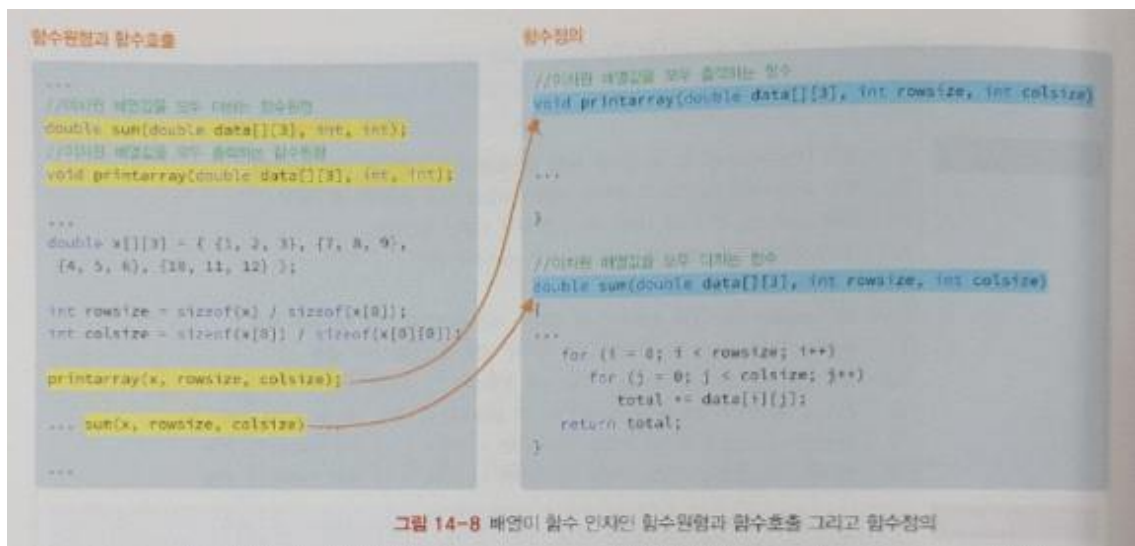 함수원형과 함수호출
...
//이차원 배열값을 모두 더하는 함수원형
double sum(double data[][3], int, int);
//이차원 배열값을 모두 출력하는 함수원형
void printarray(double data[][3], int, int);
...
double x[][3] = { {1, 2, 3}, {7, 8, 9},
{4, 5, 6}, {10, 11, 12} };
int rowsize = sizeof(x) / sizeof(x[0]);
int colsize = sizeof(x[0]) / sizeof(x[0][0]);
printarray(x, rowsize, colsize);
... sum(x, rowsize, colsize) ...
...
함수정의
//이차원 배열값을 모두 출력하는 함수
void printarray(double data[][3], int rowsize, int colsize)
{
...
}
//이차원 배열값을 모두 더하는 함수
double sum(double data[][3], int rowsize, int colsize)
{
...
for (i = 0; i < rowsize; i++)
for (j = 0; j < colsize; j++)
total += data[i][j];
return total;
}
그림 14-8 배열이 함수 인자인 함수원형과 함수호출 그리고 함수정의